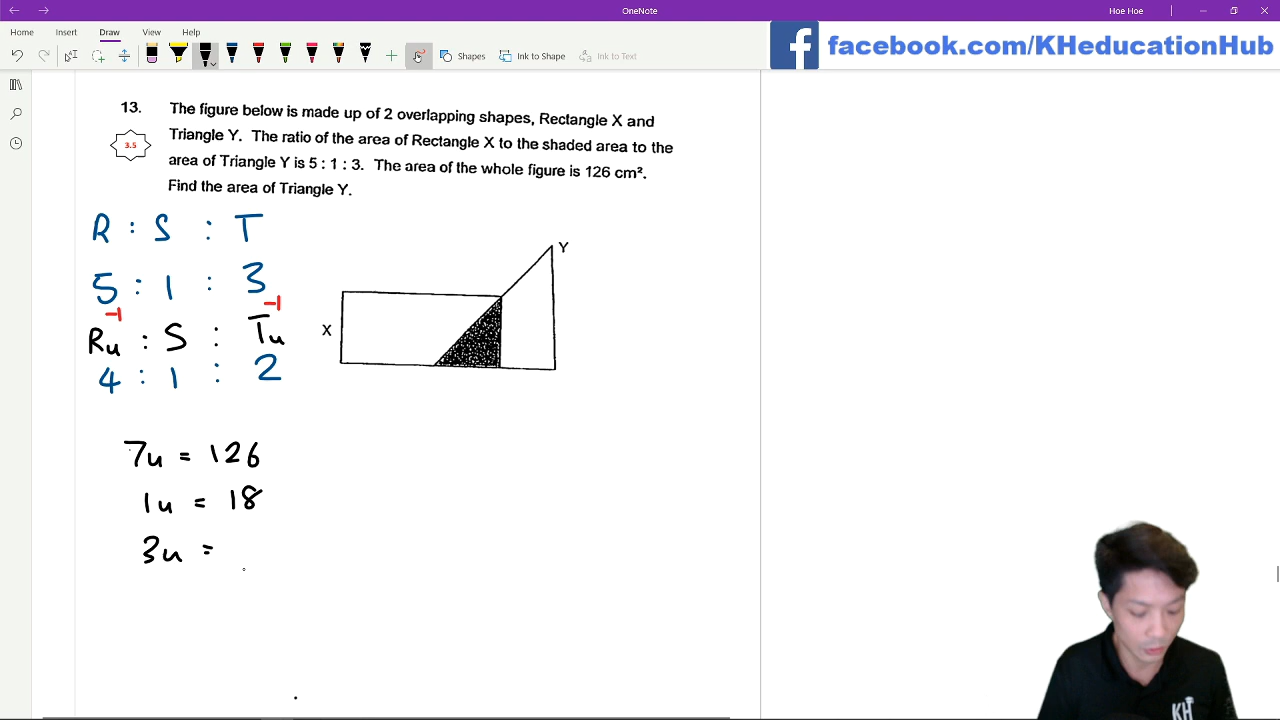 OneNote
Hoe Hoe
Home Insert Draw View Help
Shapes Ink to Shape Ink to Text
facebook.com/KHeducationHub
13. The figure below is made up of 2 overlapping shapes, Rectangle X and
Triangle Y. The ratio of the area of Rectangle X to the shaded area to the
3.5
area of Triangle Y is 5 : 1 : 3. The area of the whole figure is 126 cm².
Find the area of Triangle Y.
R : S : T
5 : 1 : 3
-1 -1
Ru : S : Tu
4 : 1 : 2
Y
X
7u = 126
1u = 18
3u =
KH